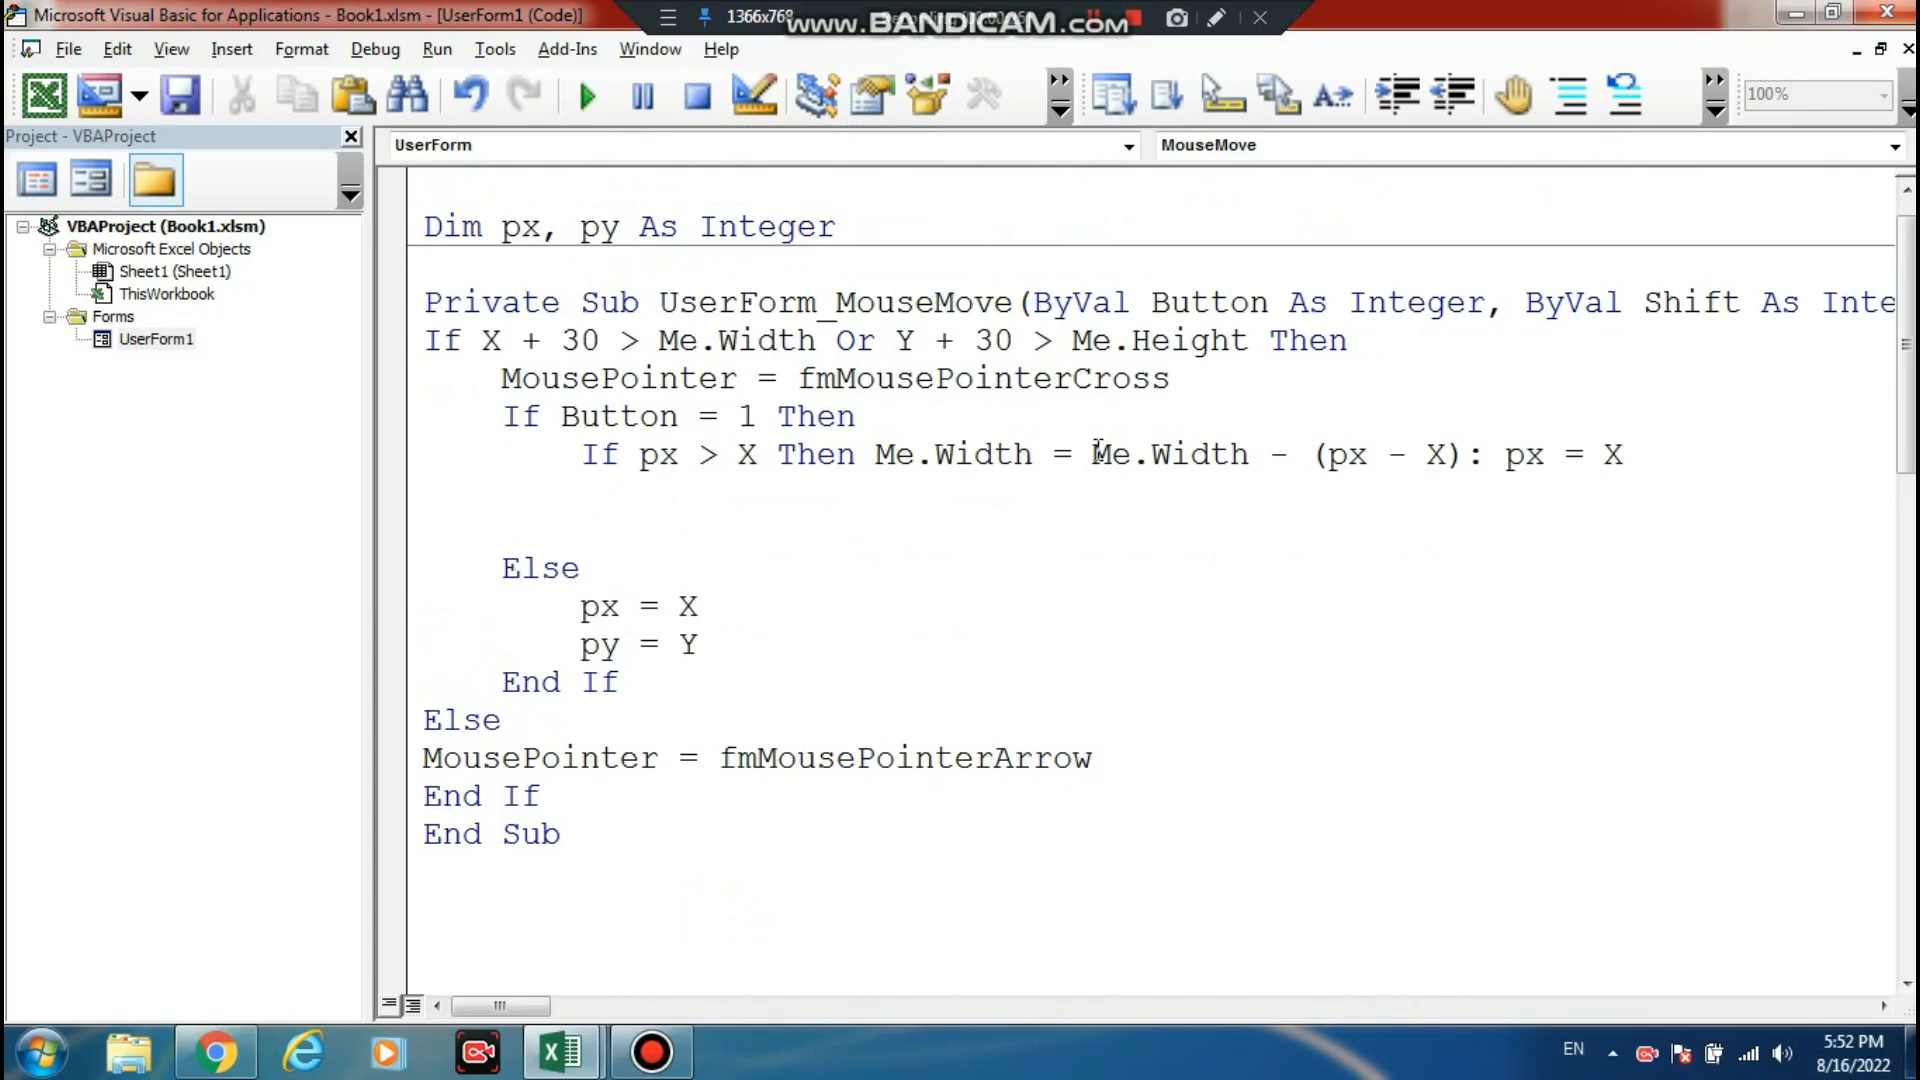 Microsoft Visual Basic for Applications - Book1.xlsm - [UserForm1 (Code)]
1366x768
www.BANDICAM.com
File Edit View Insert Format Debug Run Tools Add-Ins Window Help
100%
Project - VBAProject
UserForm
MouseMove
VBAProject (Book1.xlsm)
Microsoft Excel Objects
Sheet1 (Sheet1)
ThisWorkbook
Forms
UserForm1
Dim px, py As Integer
Private Sub UserForm_MouseMove(ByVal Button As Integer, ByVal Shift As Inte
If X + 30 > Me.Width Or Y + 30 > Me.Height Then
MousePointer = fmMousePointerCross
If Button = 1 Then
If px > X Then Me.Width = Me.Width - (px - X): px = X
Else
px = X
py = Y
End If
Else
MousePointer = fmMousePointerArrow
End If
End Sub
EN
5:52 PM
8/16/2022